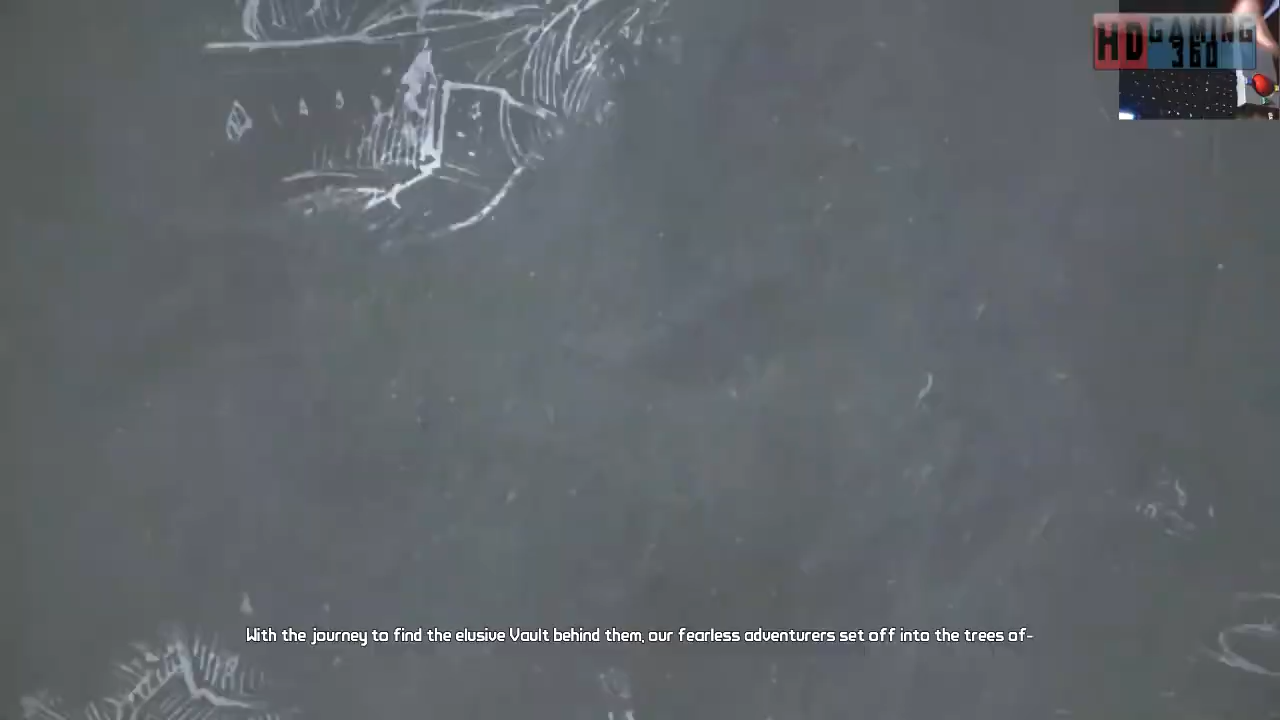 HD GAMING
360
With the journey to find the elusive Vault behind them, our fearless adventurers set off into the trees of-